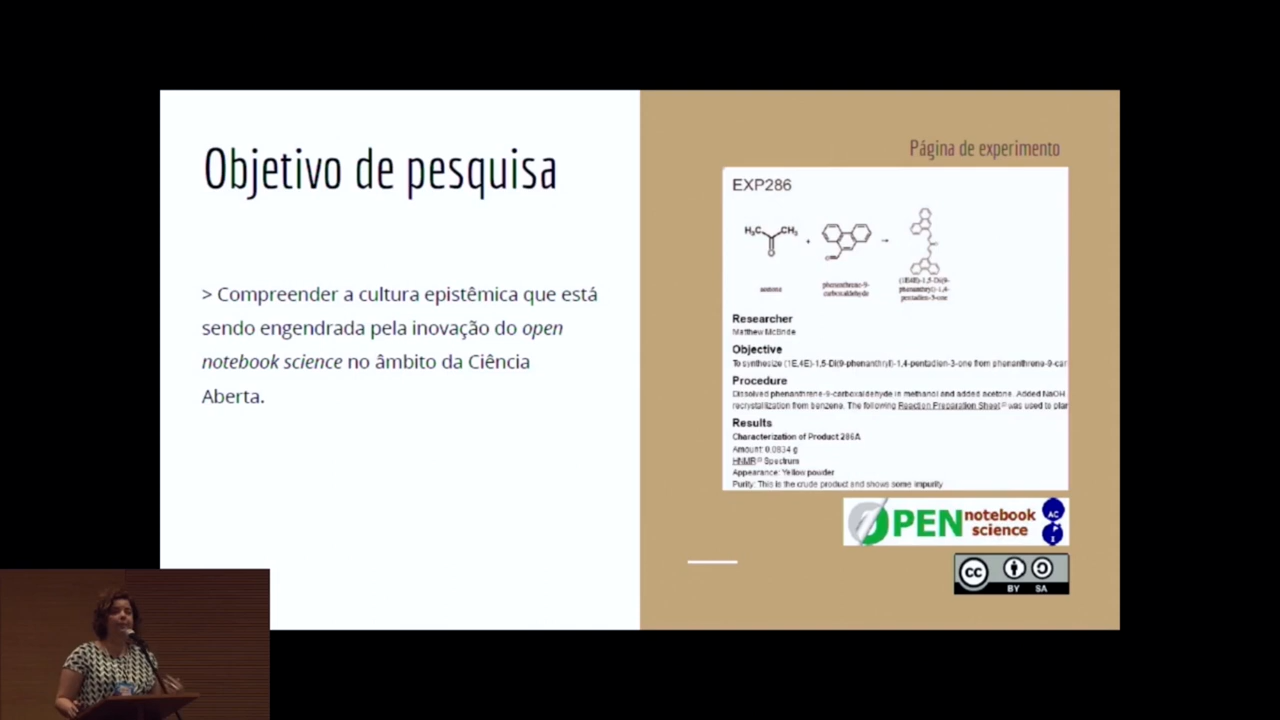 Objetivo de pesquisa
> Compreender a cultura epistêmica que está
sendo engendrada pela inovação do open
notebook science no âmbito da Ciência
Aberta.
Página de experimento
EXP286
H₃C CH₃
O
+
→
acetone
phenanthrene-9-
carboxaldehyde
(1E4E)-1,5-Di(9-
phenanthryl)-1,4-
pentadien-3-one
Researcher
Matthew McBride
Objective
To synthesize (1E,4E)-1,5-Di(9-phenanthryl)-1,4-pentadien-3-one from phenanthrene-9-car
Procedure
Dissolved phenanthrene-9-carboxaldehyde in methanol and added acetone. Added NaOH
recrystallization from benzene. The following Reaction Preparation Sheet was used to plan
Results
Characterization of Product 286A
Amount: 0.0834 g
HNMR Spectrum
Appearance: Yellow powder
Purity: This is the crude product and shows some impurity
OPEN notebook
science
AC
P
I
CC
BY SA